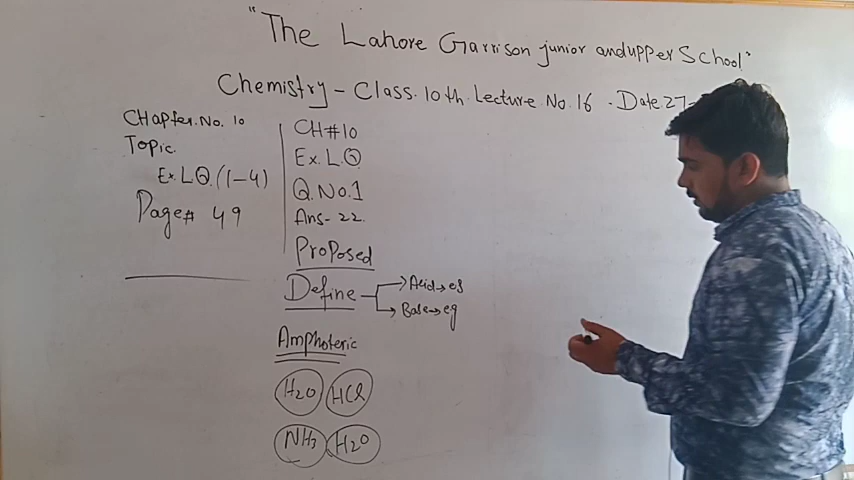 "The Lahore Garrison junior and upper School"
Chemistry - Class. 10th. Lecture No. 16 . Date 27-
CHapter. No. 10
Topic
Ex. L Q. (1-4)
Page# 49
CH#10
Ex. L.Q
Q. No. 1
Ans- 22.
Proposed
Define
Acid→eg
Base→eg
Amphoteric
H2O HCl
NH3 H2O